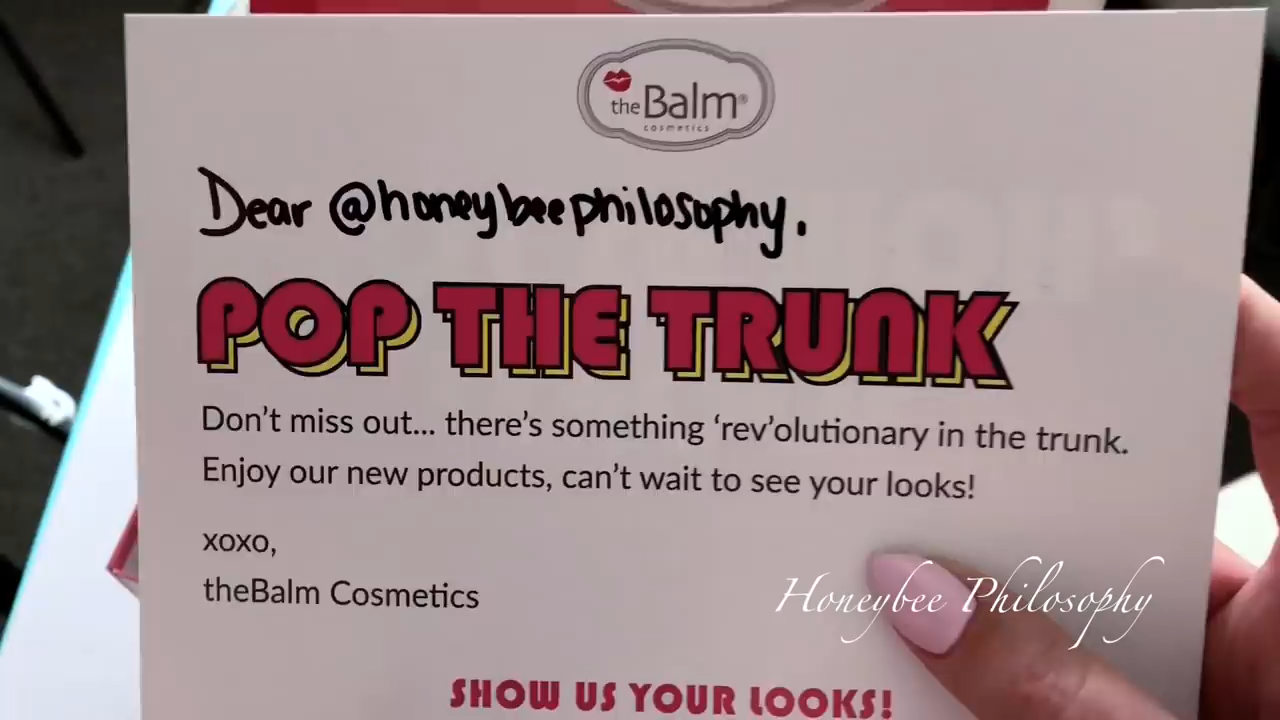 theBalm®
cosmetics
Dear @honeybeephilosophy.
POP THE TRUNK
Don't miss out... there's something 'rev'olutionary in the trunk.
Enjoy our new products, can't wait to see your looks!
xoxo,
theBalm Cosmetics
Honeybee Philosophy
SHOW US YOUR LOOKS!